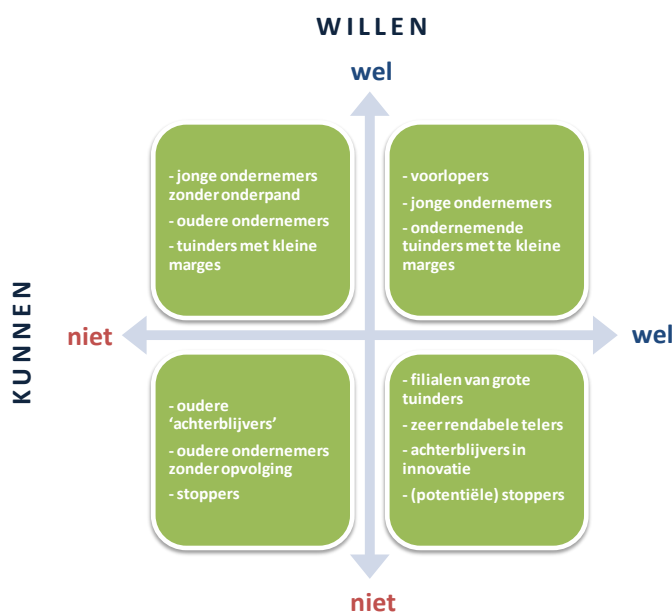 WILLEN
wel
- jonge ondernemers
zonder onderpand
- oudere ondernemers
- tuinders met kleine
marges
- voorlopers
- jonge ondernemers
- ondernemende
tuinders met te kleine
marges
KUNNEN
niet
wel
- oudere
‘achterblijvers’
- oudere ondernemers
zonder opvolging
- stoppers
- filialen van grote
tuinders
- zeer rendabele telers
- achterblijvers in
innovatie
- (potentiële) stoppers
niet